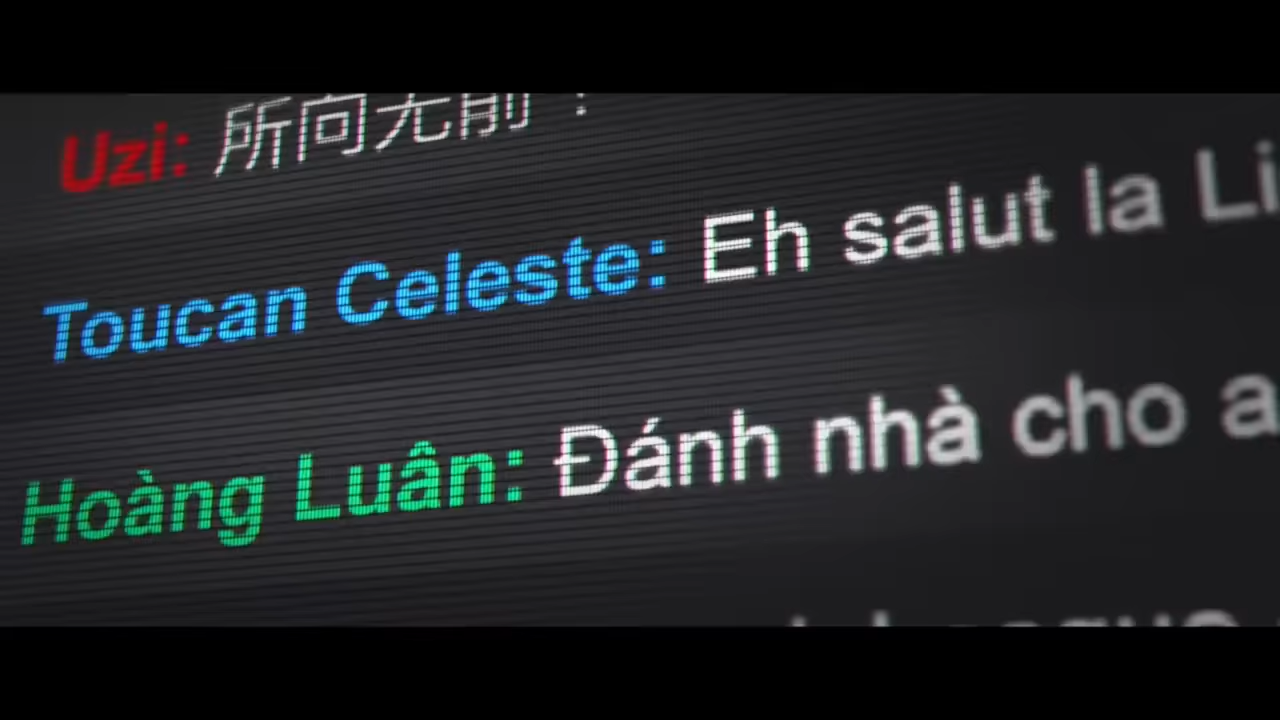 Uzi: 所向无前！
Toucan Celeste: Eh salut la
Hoàng Luân: Đánh nhà cho